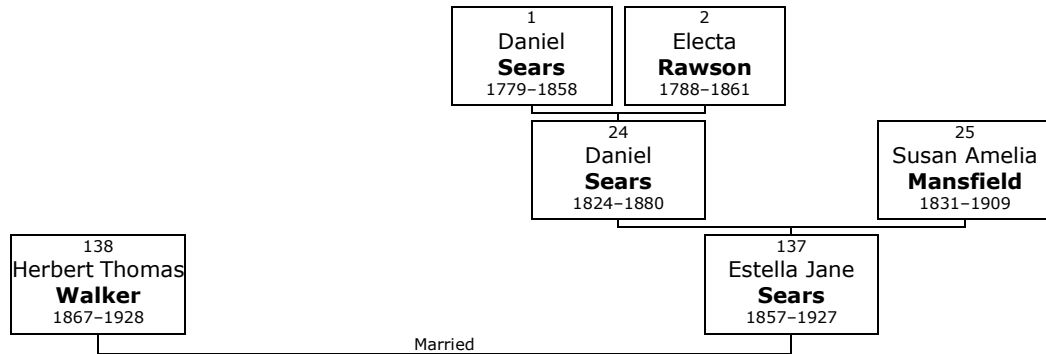 1
Daniel
Sears
1779–1858
2
Electa
Rawson
1788–1861
24
Daniel
Sears
1824–1880
25
Susan Amelia
Mansfield
1831–1909
138
Herbert Thomas
Walker
1867–1928
137
Estella Jane
Sears
1857–1927
Married